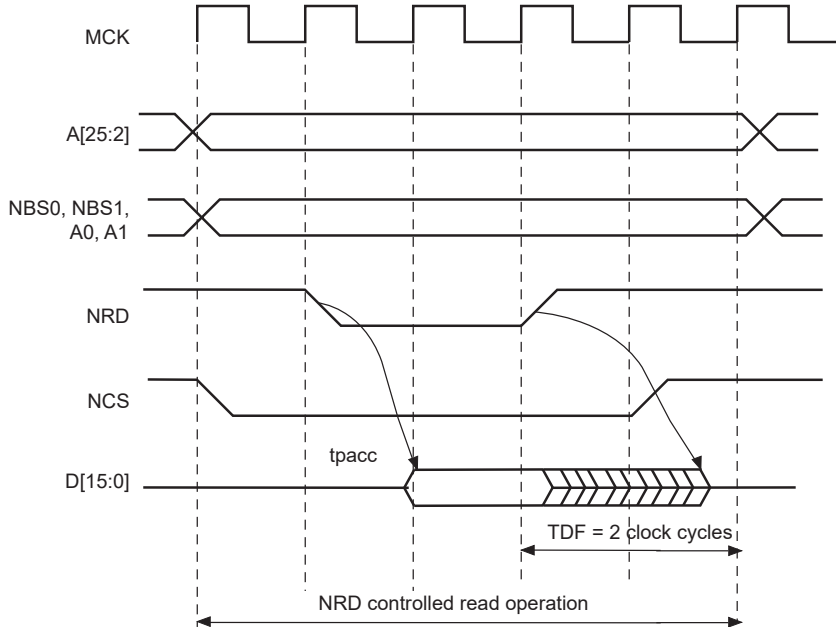 MCK
A[25:2]
NBS0, NBS1,
A0, A1
NRD
NCS
tpacc
D[15:0]
TDF = 2 clock cycles
NRD controlled read operation